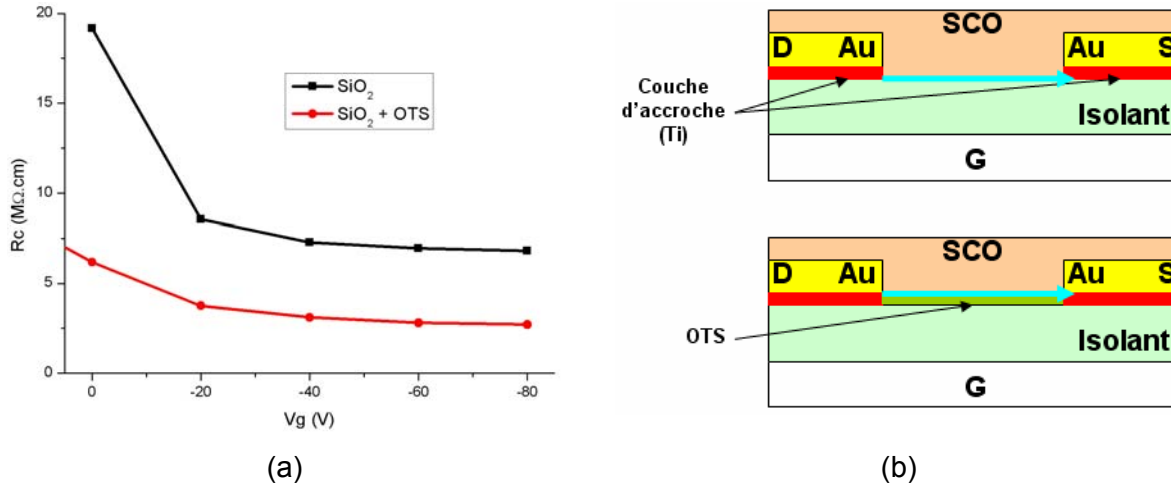 20
15
10
5
0
Rc (MΩ.cm)
SiO₂
SiO₂ + OTS
0 -20 -40 -60 -80
Vg (V)
(a)
SCO
D Au Au S
Couche
d'accroche
(Ti)
Isolant
G
SCO
D Au Au S
OTS
Isolant
G
(b)